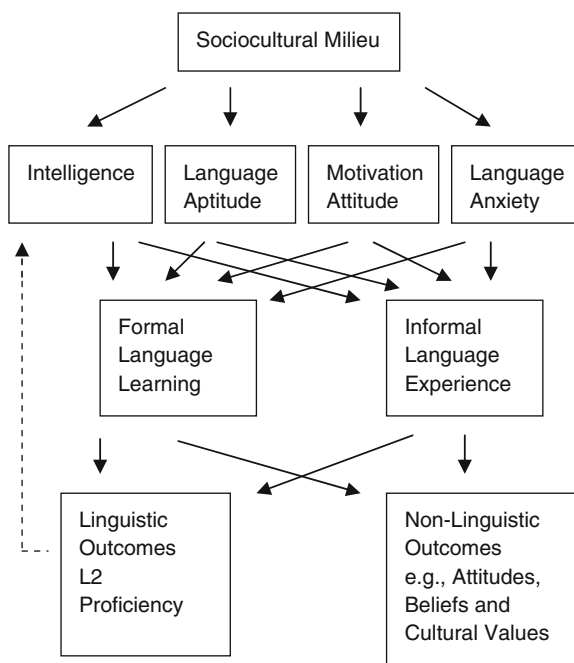 Sociocultural Milieu
Intelligence
Language
Aptitude
Motivation
Attitude
Language
Anxiety
Formal
Language
Learning
Informal
Language
Experience
Linguistic
Outcomes
L2
Proficiency
Non-Linguistic
Outcomes
e.g., Attitudes,
Beliefs and
Cultural Values